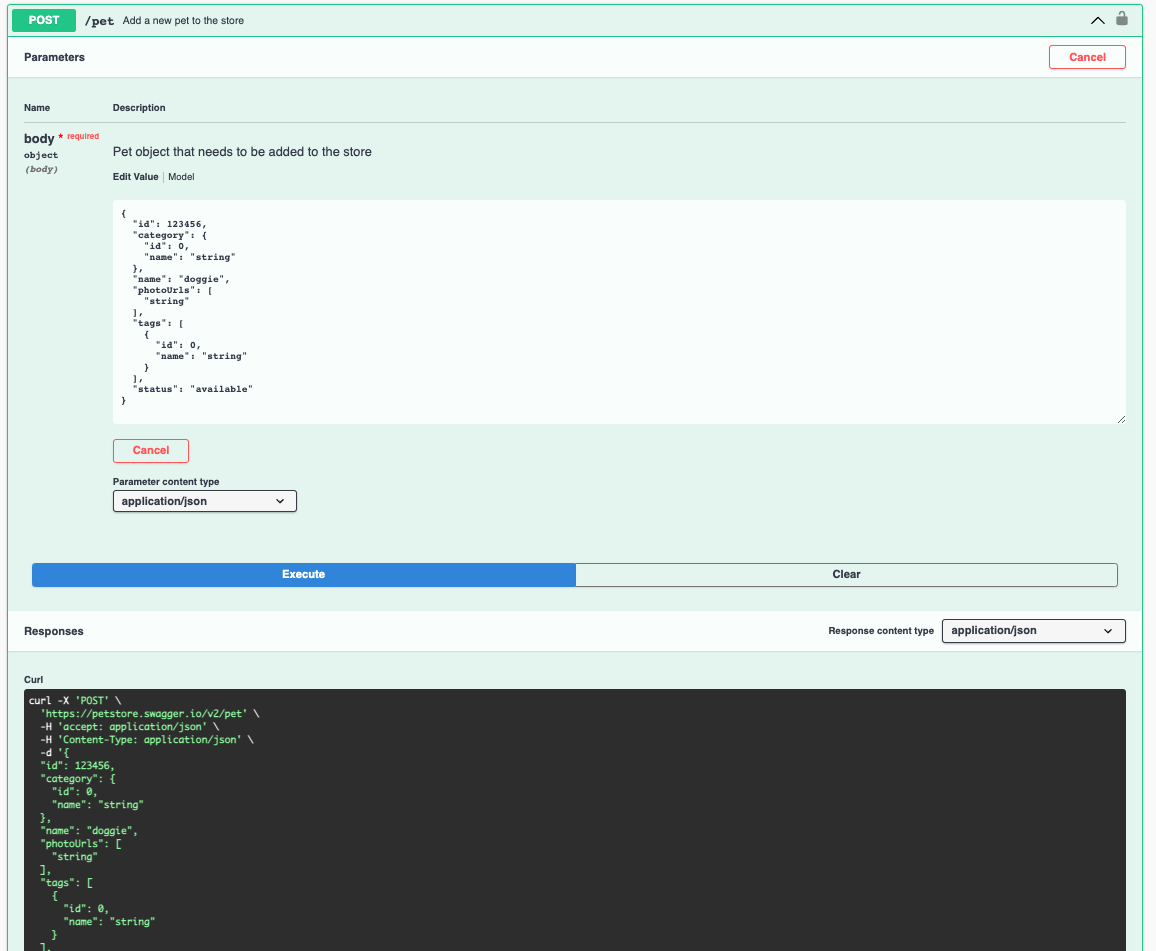 POST /pet Add a new pet to the store
Parameters
Cancel
Name Description
body * required
object
(body)
Pet object that needs to be added to the store
Edit Value | Model
{
  "id": 123456,
  "category": {
    "id": 0,
    "name": "string"
  },
  "name": "doggie",
  "photoUrls": [
    "string"
  ],
  "tags": [
    {
      "id": 0,
      "name": "string"
    }
  ],
  "status": "available"
}
Cancel
Parameter content type
application/json
Execute
Clear
Responses
Response content type
application/json
Curl
curl -X 'POST' \
  'https://petstore.swagger.io/v2/pet' \
  -H 'accept: application/json' \
  -H 'Content-Type: application/json' \
  -d '{
  "id": 123456,
  "category": {
    "id": 0,
    "name": "string"
  },
  "name": "doggie",
  "photoUrls": [
    "string"
  ],
  "tags": [
    {
      "id": 0,
      "name": "string"
    }
  ],